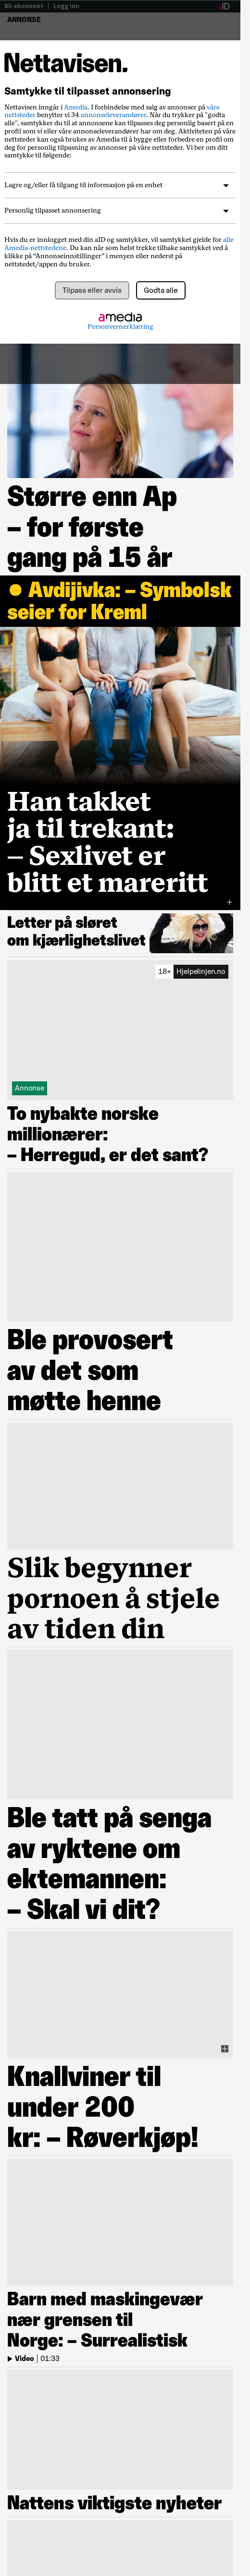 Bli abonnent | Logg inn
aID
ANNONSE
Nettavisen.
Samtykke til tilpasset annonsering
Nettavisen inngår i Amedia. I forbindelse med salg av annonser på våre
nettsteder benytter vi 34 annonseleverandører. Når du trykker på "godta
alle", samtykker du til at annonsene kan tilpasses deg personlig basert på en
profil som vi eller våre annonseleverandører har om deg. Aktiviteten på våre
nettsteder kan også brukes av Amedia til å bygge eller forbedre en profil om
deg for personlig tilpasning av annonser på våre nettsteder. Vi ber om ditt
samtykke til følgende:
Lagre og/eller få tilgang til informasjon på en enhet
Personlig tilpasset annonsering
Hvis du er innlogget med din aID og samtykker, vil samtykket gjelde for alle
Amedia-nettstedene. Du kan når som helst trekke tilbake samtykket ved å
klikke på “Annonseinnstillinger” i menyen eller nederst på
nettstedet/appen du bruker.
Tilpass eller avvis
Godta alle
amedia
Personvernerklæring
Større enn Ap
– for første
gang på 15 år
● Avdijivka: – Symbolsk
seier for Kreml
Han takket
ja til trekant:
– Sexlivet er
blitt et mareritt
Letter på sløret
om kjærlighetslivet
18+ Hjelpelinjen.no
Annonse
To nybakte norske
millionærer:
– Herregud, er det sant?
Ble provosert
av det som
møtte henne
Slik begynner
pornoen å stjele
av tiden din
Ble tatt på senga
av ryktene om
ektemannen:
– Skal vi dit?
Knallviner til
under 200
kr: – Røverkjøp!
Barn med maskingevær
nær grensen til
Norge: – Surrealistisk
Video | 01:33
Nattens viktigste nyheter